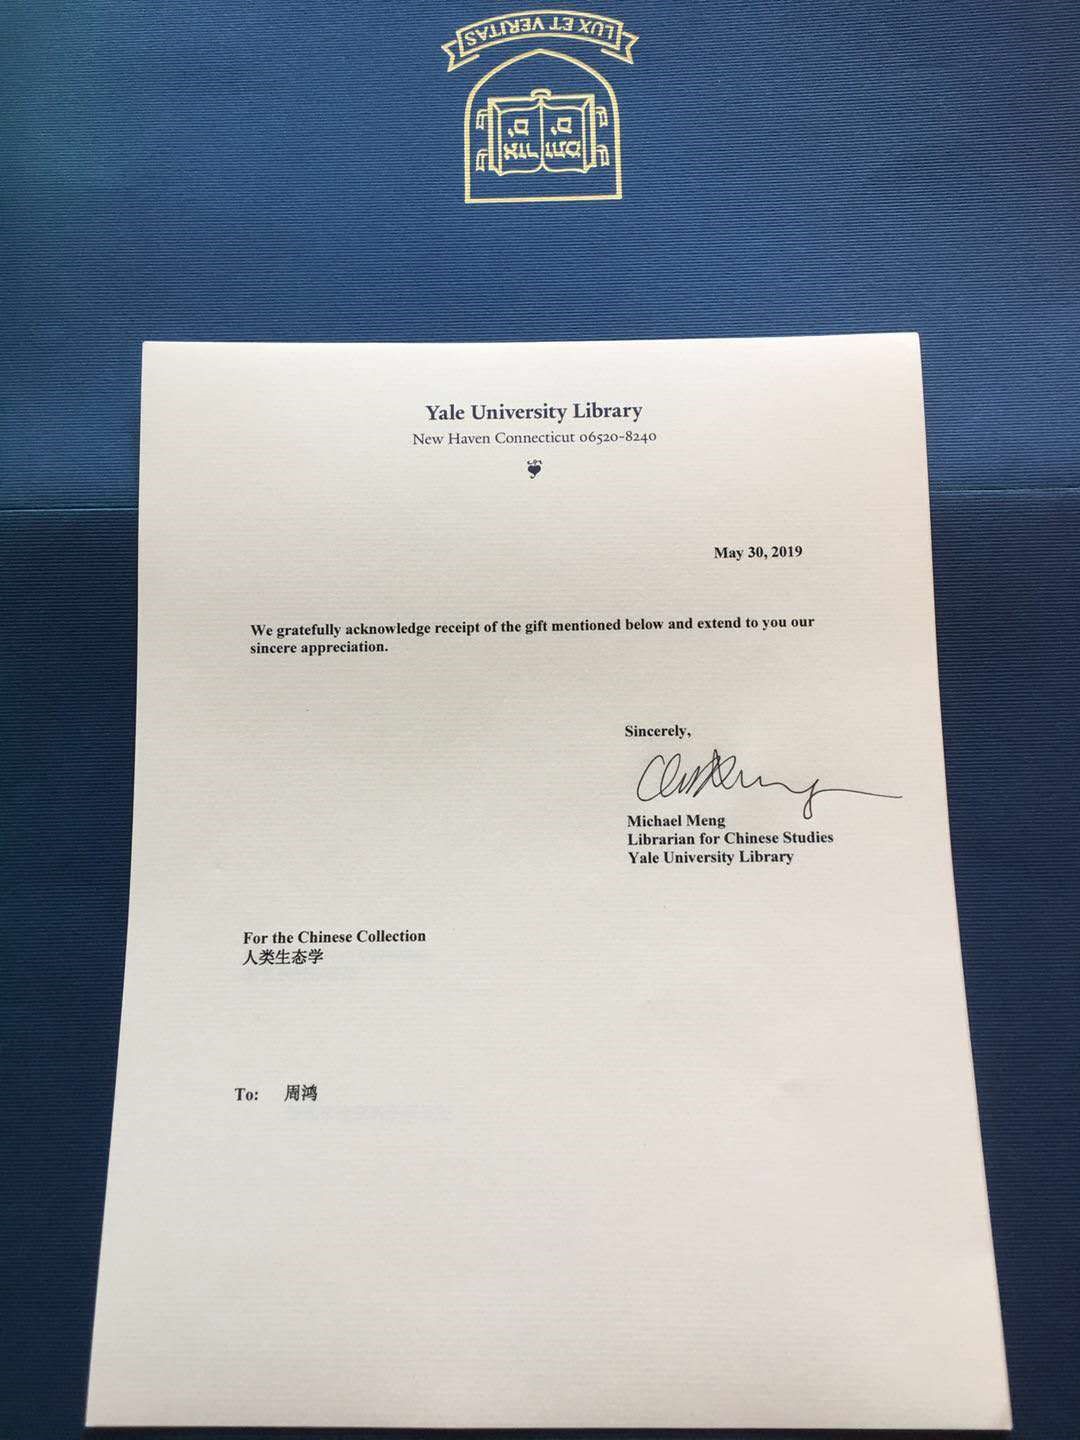 LUX ET VERITAS
Yale University Library
New Haven Connecticut 06520-8240
May 30, 2019
We gratefully acknowledge receipt of the gift mentioned below and extend to you our
sincere appreciation.
Sincerely,
Michael Meng
Librarian for Chinese Studies
Yale University Library
For the Chinese Collection
人类生态学
To: 周鸿